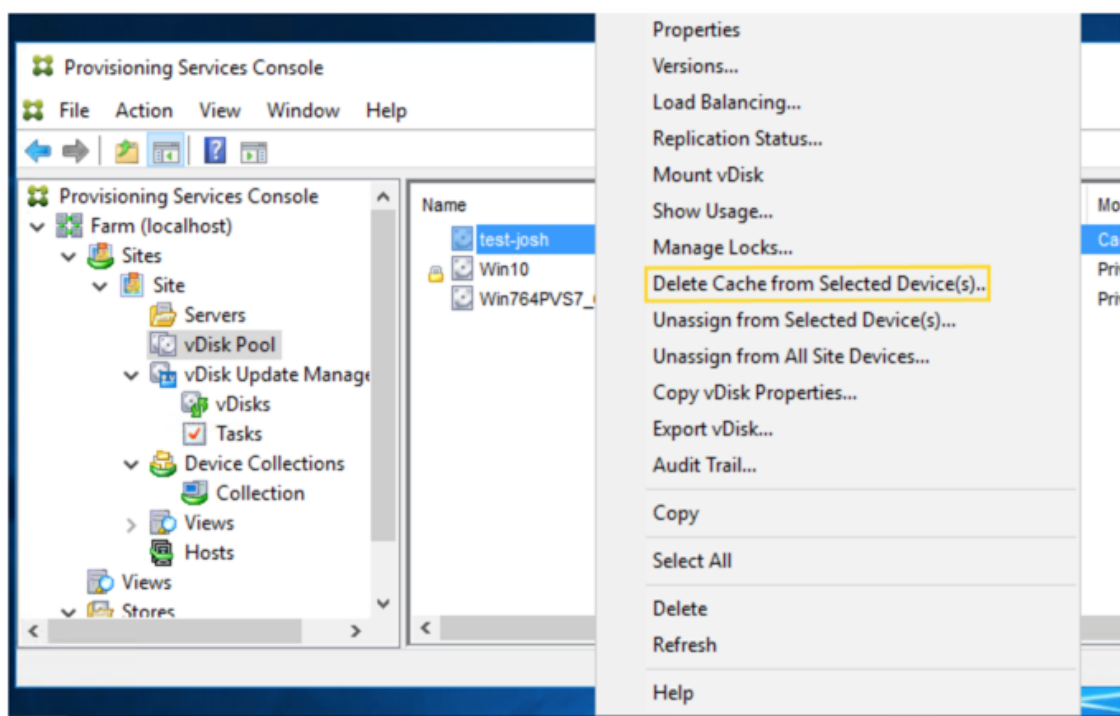 Provisioning Services Console
File Action View Window Help
Provisioning Services Console
Farm (localhost)
Sites
Site
Servers
vDisk Pool
vDisk Update Manage
vDisks
Tasks
Device Collections
Collection
Views
Hosts
Views
Stores
Name
test-josh
Win10
Win764PVS7_
Properties
Versions...
Load Balancing...
Replication Status...
Mount vDisk
Show Usage...
Manage Locks...
Delete Cache from Selected Device(s)..
Unassign from Selected Device(s)...
Unassign from All Site Devices...
Copy vDisk Properties...
Export vDisk...
Audit Trail...
Copy
Select All
Delete
Refresh
Help
Mo
Ca
Pri
Pri